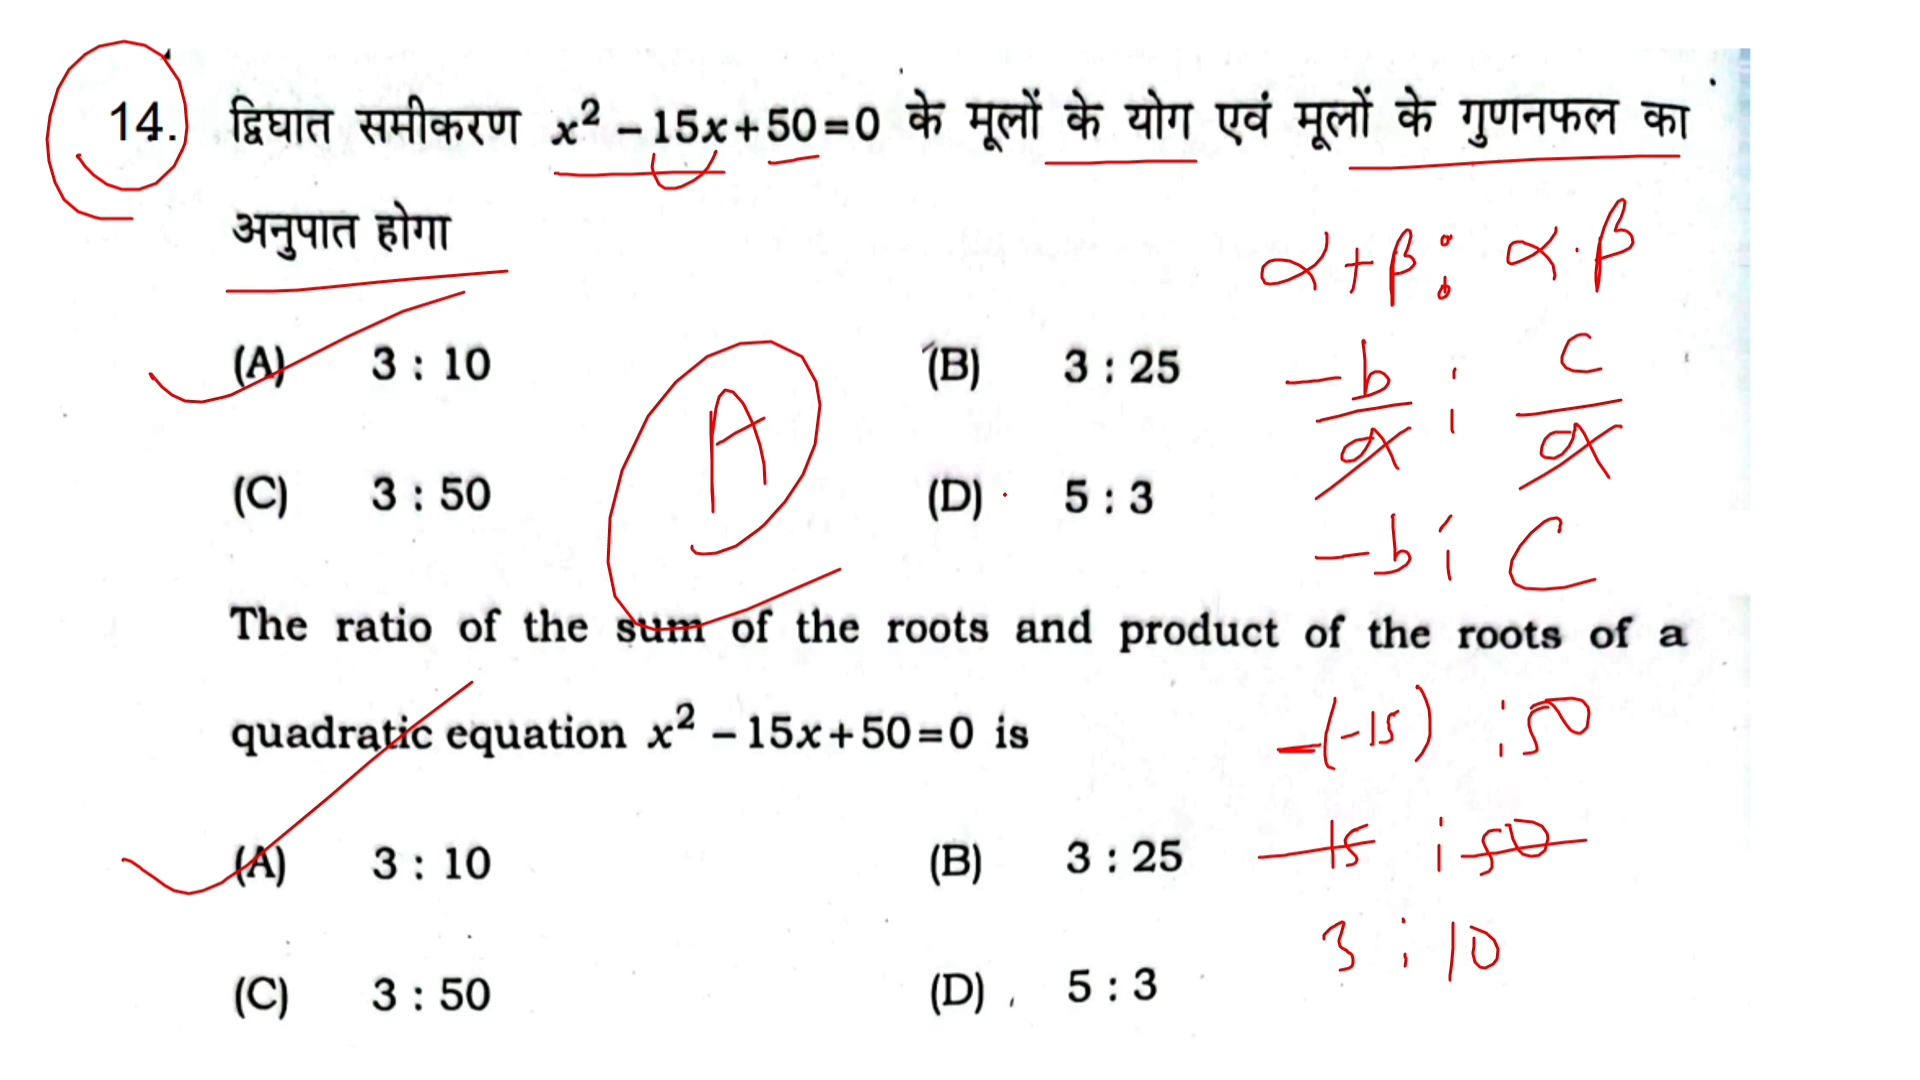 14. द्विघात समीकरण x² – 15x + 50 = 0 के मूलों के योग एवं मूलों के गुणनफल का
अनुपात होगा
α + β : α . β
(A) 3 : 10 (B) 3 : 25
-b/a : c/a
A
(C) 3 : 50 (D) 5 : 3
-b : C
The ratio of the sum of the roots and product of the roots of a
quadratic equation x² – 15x + 50 = 0 is
-(-15) : 50
(A) 3 : 10 (B) 3 : 25
15 : 50
3 : 10
(C) 3 : 50 (D) 5 : 3